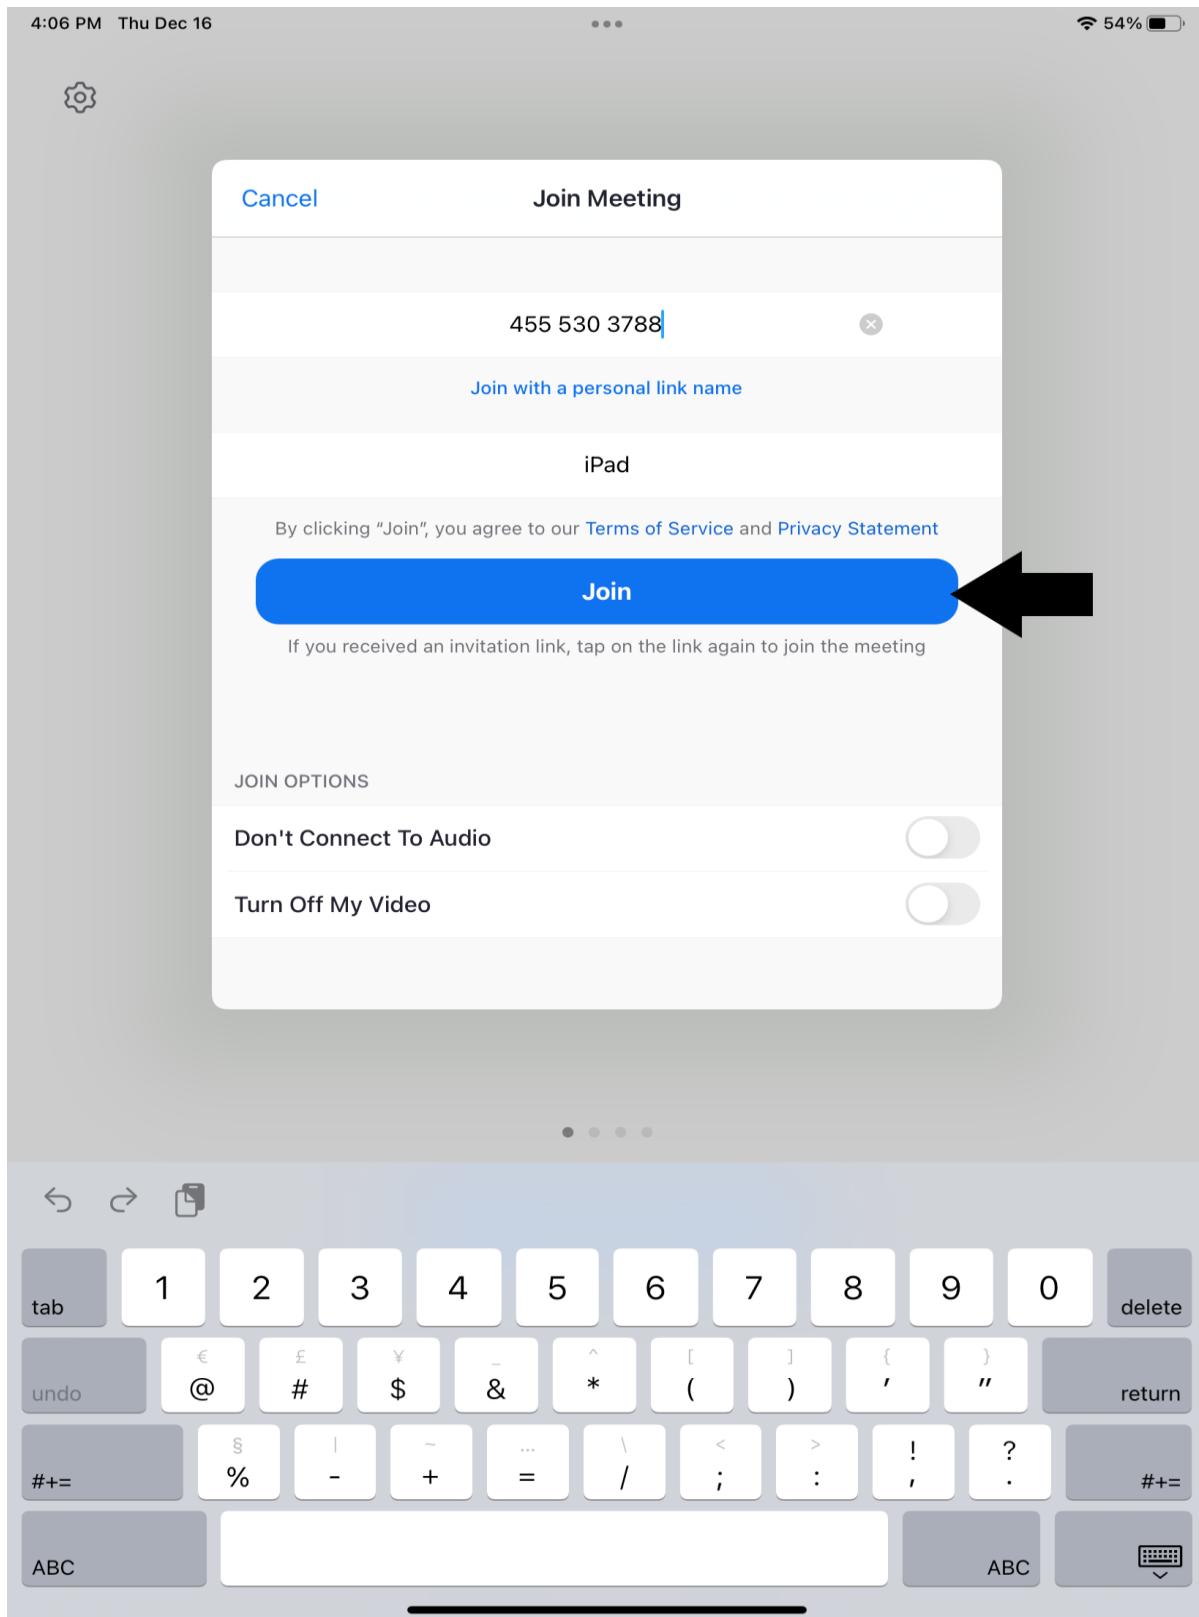 4:06 PM Thu Dec 16
54%
Cancel Join Meeting
455 530 3788
Join with a personal link name
iPad
By clicking “Join”, you agree to our Terms of Service and Privacy Statement
Join
If you received an invitation link, tap on the link again to join the meeting
JOIN OPTIONS
Don't Connect To Audio
Turn Off My Video
tab 1 2 3 4 5 6 7 8 9 0 delete
€ £ ¥ _ ^ [ ] { }
undo @ # $ & * ( ) ' " return
§ | ~ … \ < > ! ?
#+= % - + = / ; : , . #+=
ABC ABC